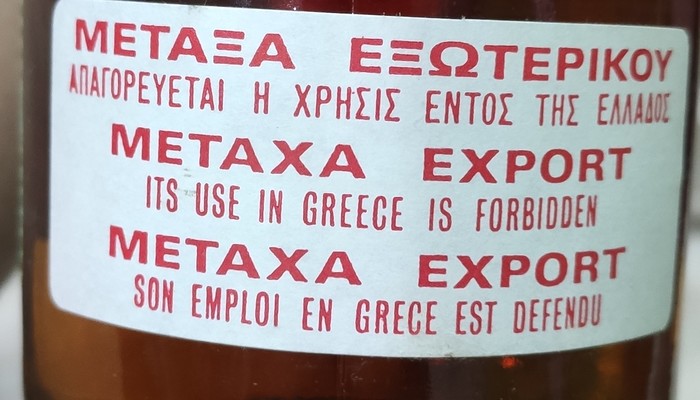 ΜΕΤΑΞΑ ΕΞΩΤΕΡΙΚΟΥ
ΑΠΑΓΟΡΕΥΕΤΑΙ Η ΧΡΗΣΙΣ ΕΝΤΟΣ ΤΗΣ ΕΛΛΑΔΟΣ
METAXA EXPORT
ITS USE IN GREECE IS FORBIDDEN
METAXA EXPORT
SON EMPLOI EN GRECE EST DEFENDU